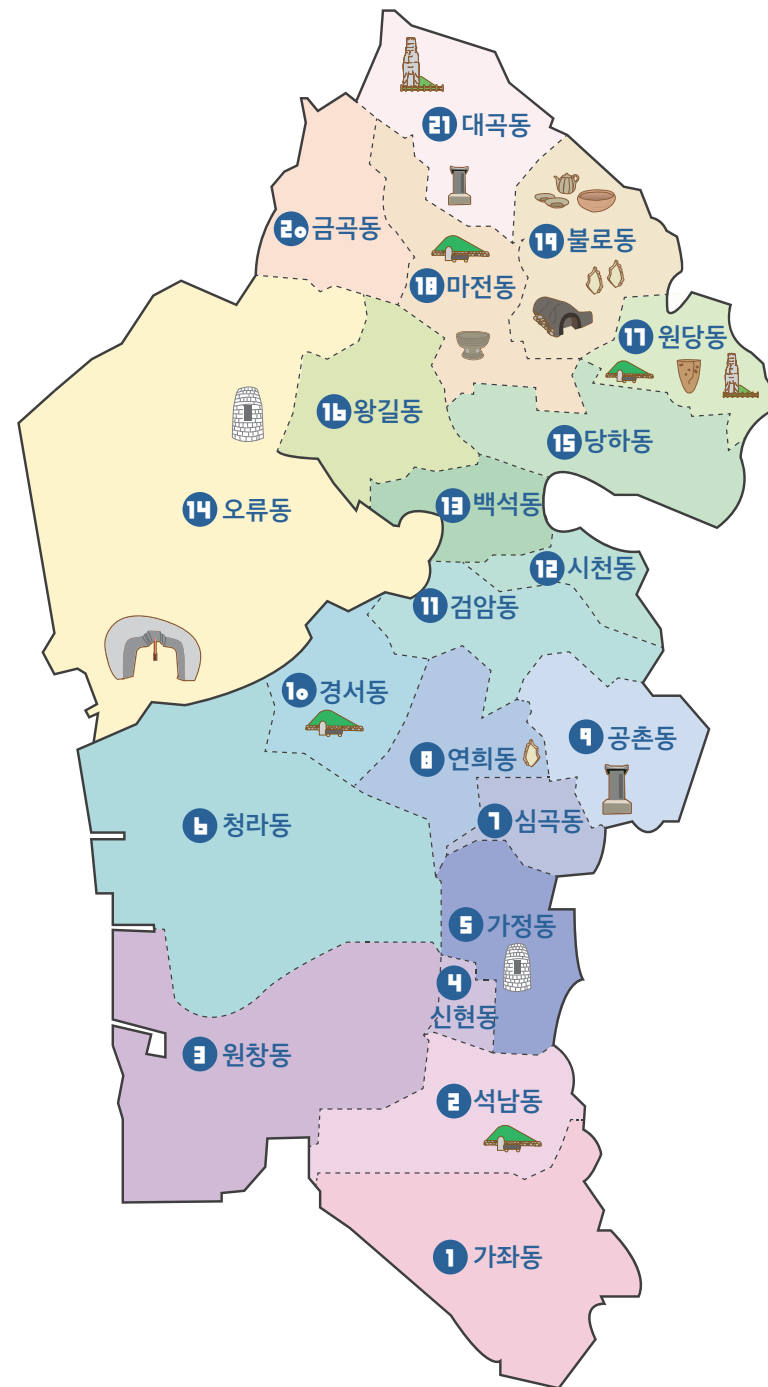 21 대곡동
20 금곡동
19 불로동
18 마전동
17 원당동
16 왕길동
15 당하동
14 오류동
13 백석동
12 시천동
11 검암동
10 경서동
9 공촌동
8 연희동
7 심곡동
6 청라동
5 가정동
4
신현동
3 원창동
2 석남동
1 가좌동